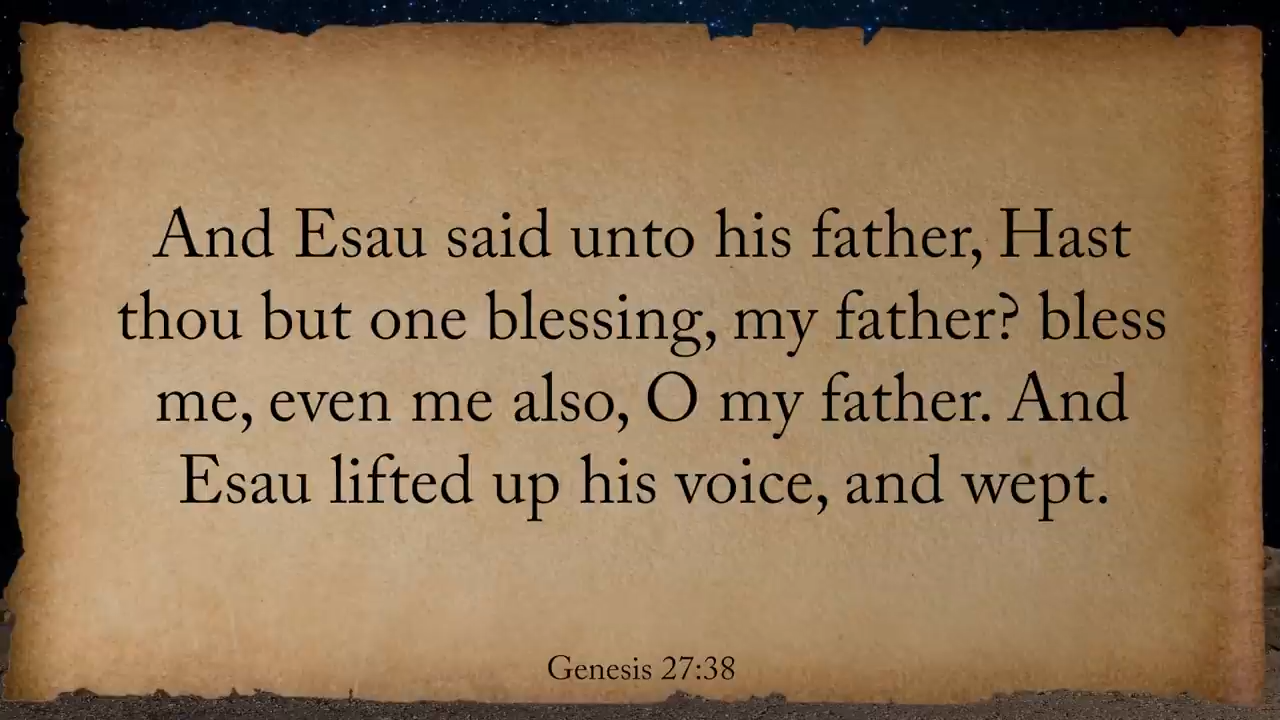 And Esau said unto his father, Hast
thou but one blessing, my father? bless
me, even me also, O my father. And
Esau lifted up his voice, and wept.
Genesis 27:38